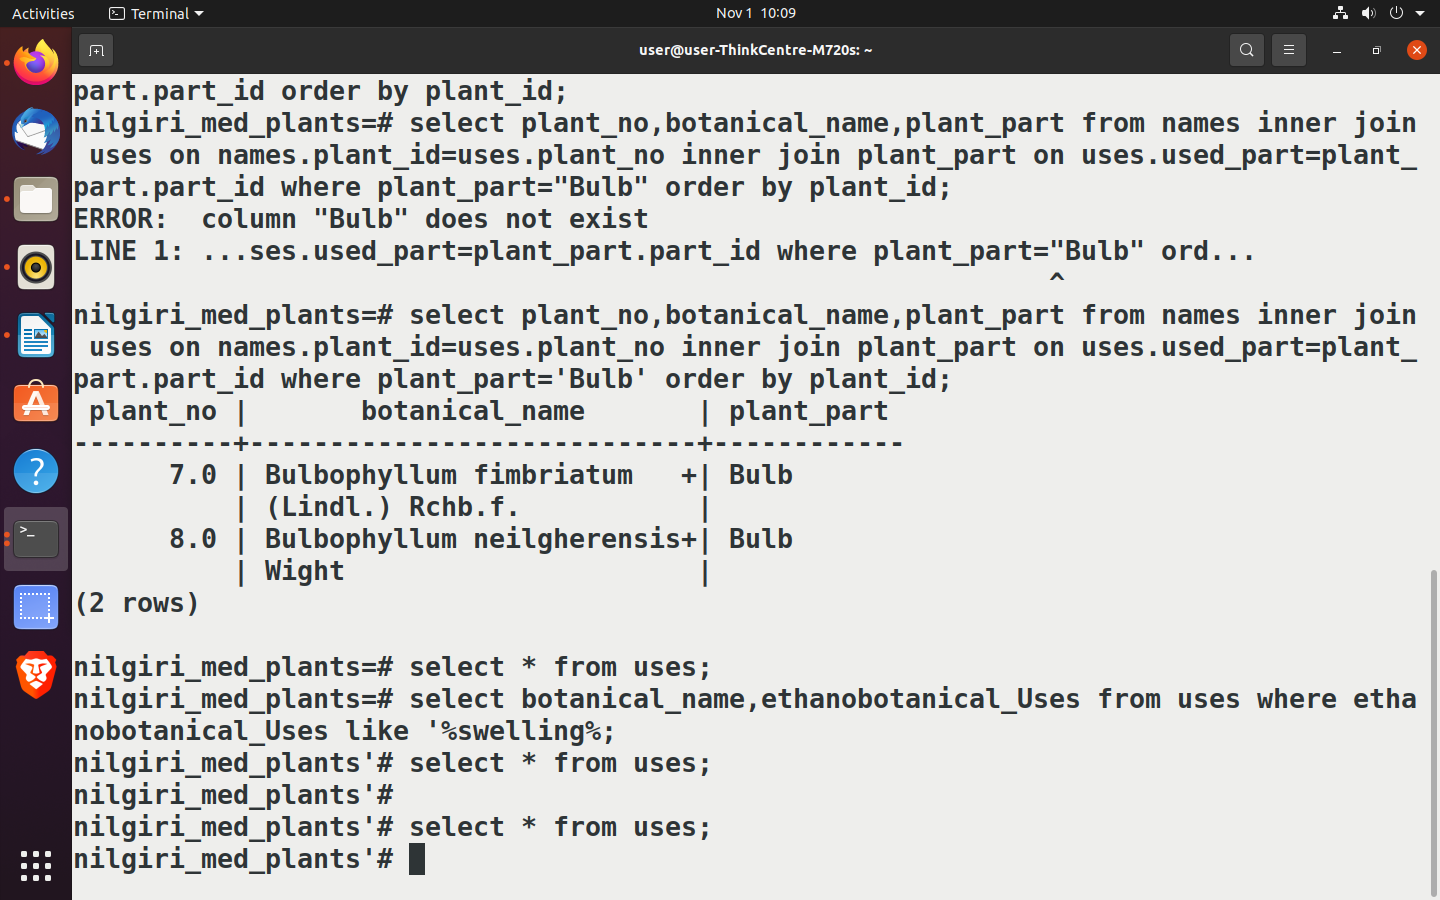 Activities
Terminal
Nov 1 10:09
user@user-ThinkCentre-M720s: ~
part.part_id order by plant_id;
nilgiri_med_plants=# select plant_no,botanical_name,plant_part from names inner join
 uses on names.plant_id=uses.plant_no inner join plant_part on uses.used_part=plant_
part.part_id where plant_part="Bulb" order by plant_id;
ERROR:  column "Bulb" does not exist
LINE 1: ...ses.used_part=plant_part.part_id where plant_part="Bulb" ord...
                                                             ^
nilgiri_med_plants=# select plant_no,botanical_name,plant_part from names inner join
 uses on names.plant_id=uses.plant_no inner join plant_part on uses.used_part=plant_
part.part_id where plant_part='Bulb' order by plant_id;
 plant_no |       botanical_name       | plant_part
----------+----------------------------+------------
      7.0 | Bulbophyllum fimbriatum   +| Bulb
          | (Lindl.) Rchb.f.           |
      8.0 | Bulbophyllum neilgherensis+| Bulb
          | Wight                      |
(2 rows)

nilgiri_med_plants=# select * from uses;
nilgiri_med_plants=# select botanical_name,ethanobotanical_Uses from uses where etha
nobotanical_Uses like '%swelling%;
nilgiri_med_plants'# select * from uses;
nilgiri_med_plants'#
nilgiri_med_plants'# select * from uses;
nilgiri_med_plants'#